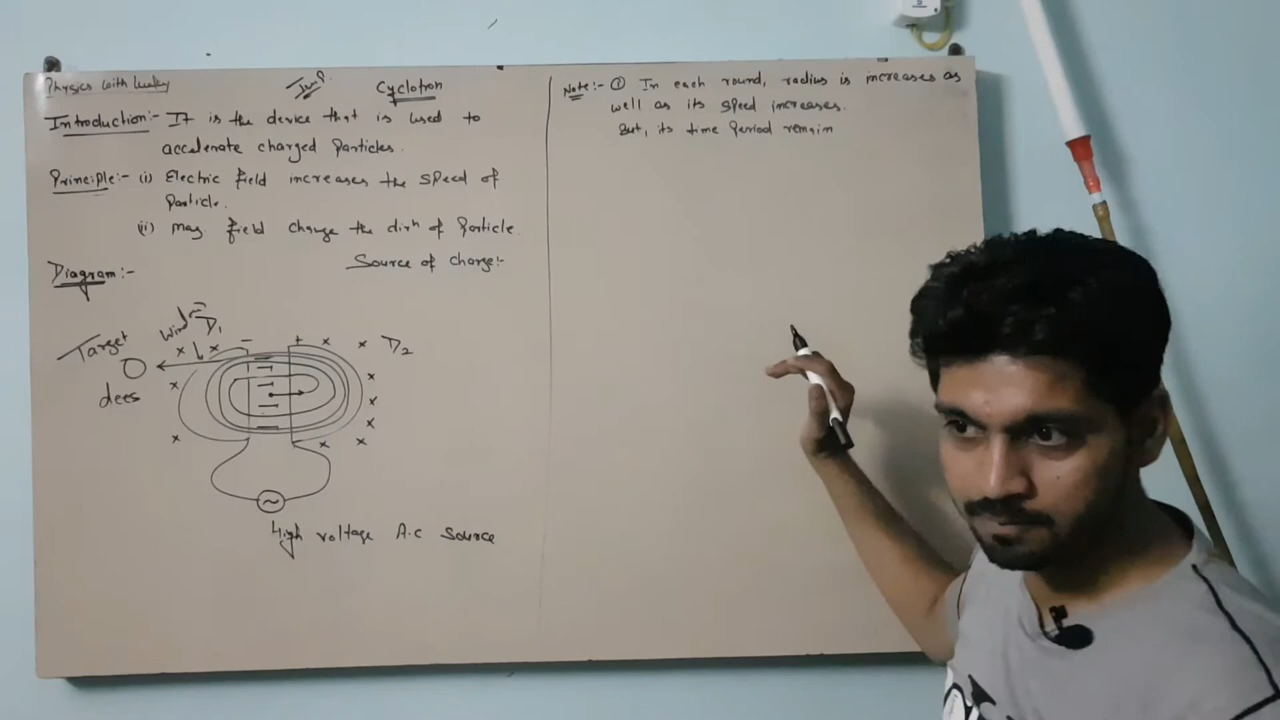 Physics with lucky
Imp
Cyclotron
Introduction:- It is the device that is used to
accelerate charged particles.
Principle:- (i) Electric field increases the speed of
particle.
(ii) mag field change the dirn of particle.
Diagram:-
Source of charge:-
Target
window
D1
- +
D2
dees
High voltage A.C Source
Note:- ① In each round, radius is increases as
well as its speed increases.
But, its time Period remain